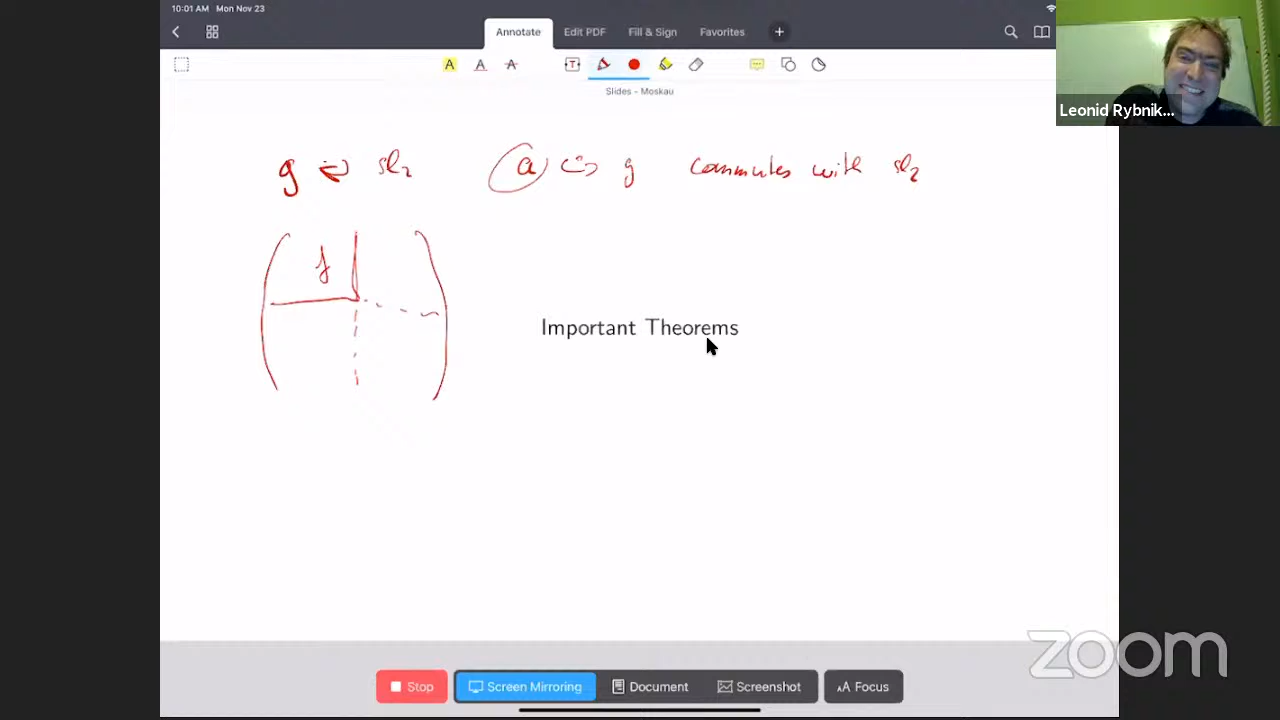 10:01 AM Mon Nov 23
Annotate Edit PDF Fill & Sign Favorites +
Slides - Moskau
Leonid Rybnik...
g ↔ sl₂ a g commutes with sl₂
Important Theorems
Stop Screen Mirroring Document Screenshot AA Focus
zoom